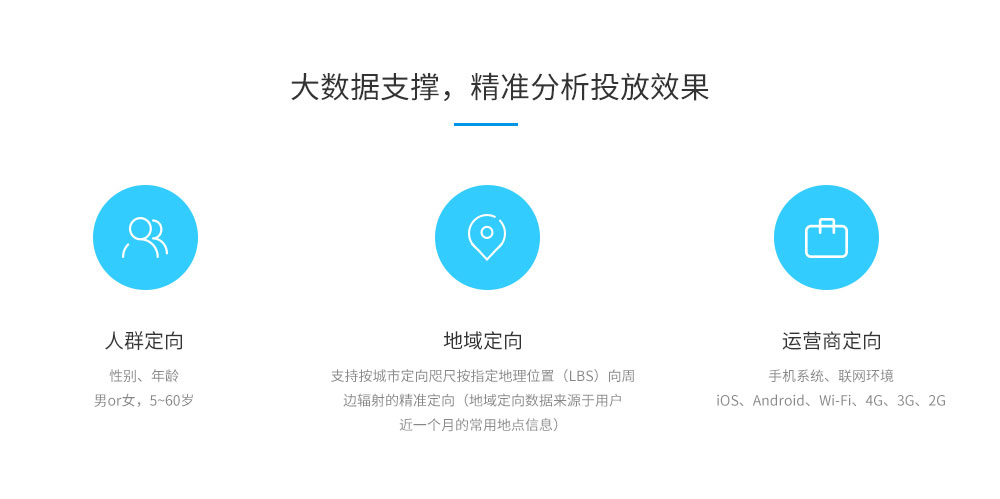 大数据支撑，精准分析投放效果
人群定向
性别、年龄
男or女，5~60岁
地域定向
支持按城市定向咫尺按指定地理位置（LBS）向周
边辐射的精准定向（地域定向数据来源于用户
近一个月的常用地点信息）
运营商定向
手机系统、联网环境
iOS、Android、Wi-Fi、4G、3G、2G